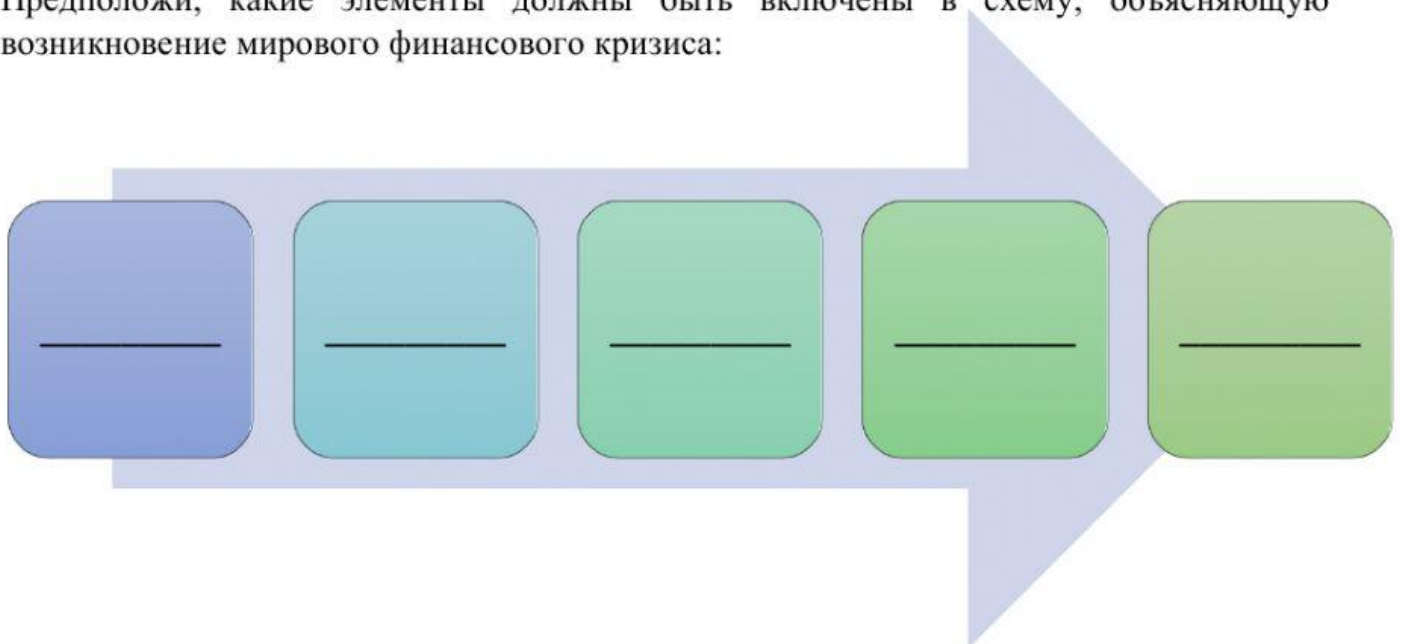 Предположи, какие элементы должны быть включены в схему, объясняющую
возникновение мирового финансового кризиса: